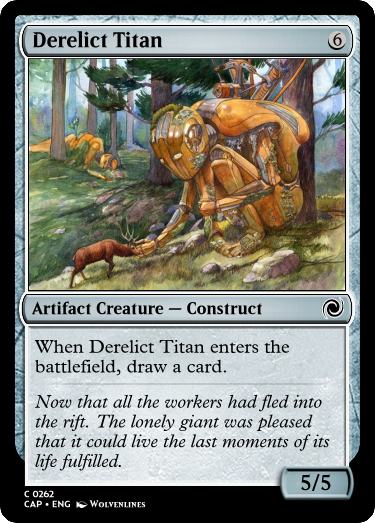 Derelict Titan 6
Artifact Creature — Construct
When Derelict Titan enters the
battlefield, draw a card.
Now that all the workers had fled into
the rift. The lonely giant was pleased
that it could live the last moments of its
life fulfilled.
5/5
C 0262
CAP • ENG Wolvenlines